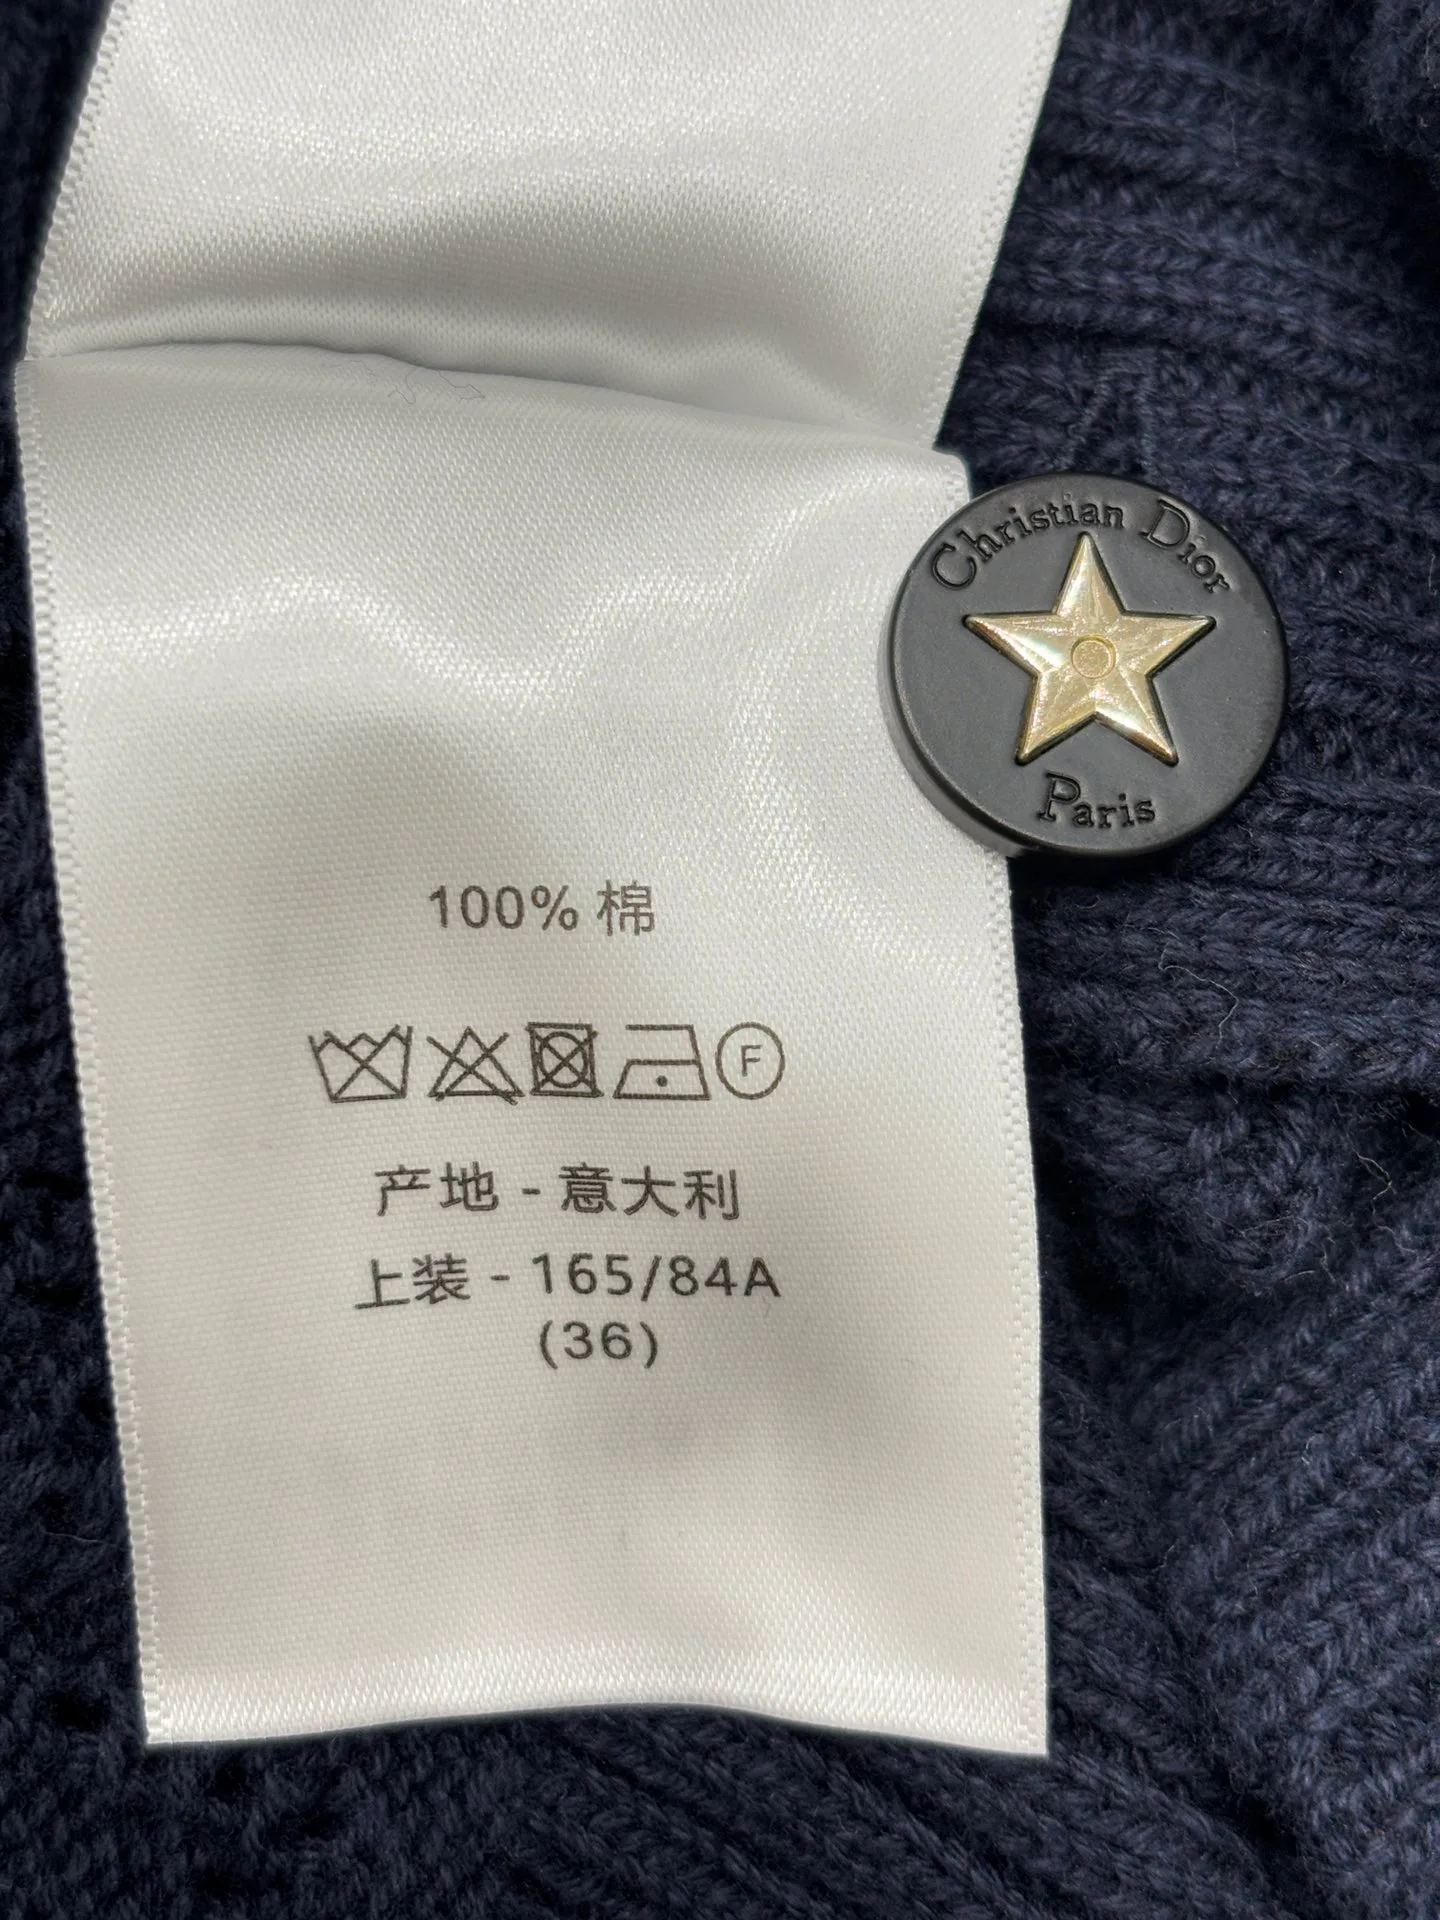 Christian Dior
Paris
100% 棉
F
产地 - 意大利
上装 - 165/84A
(36)